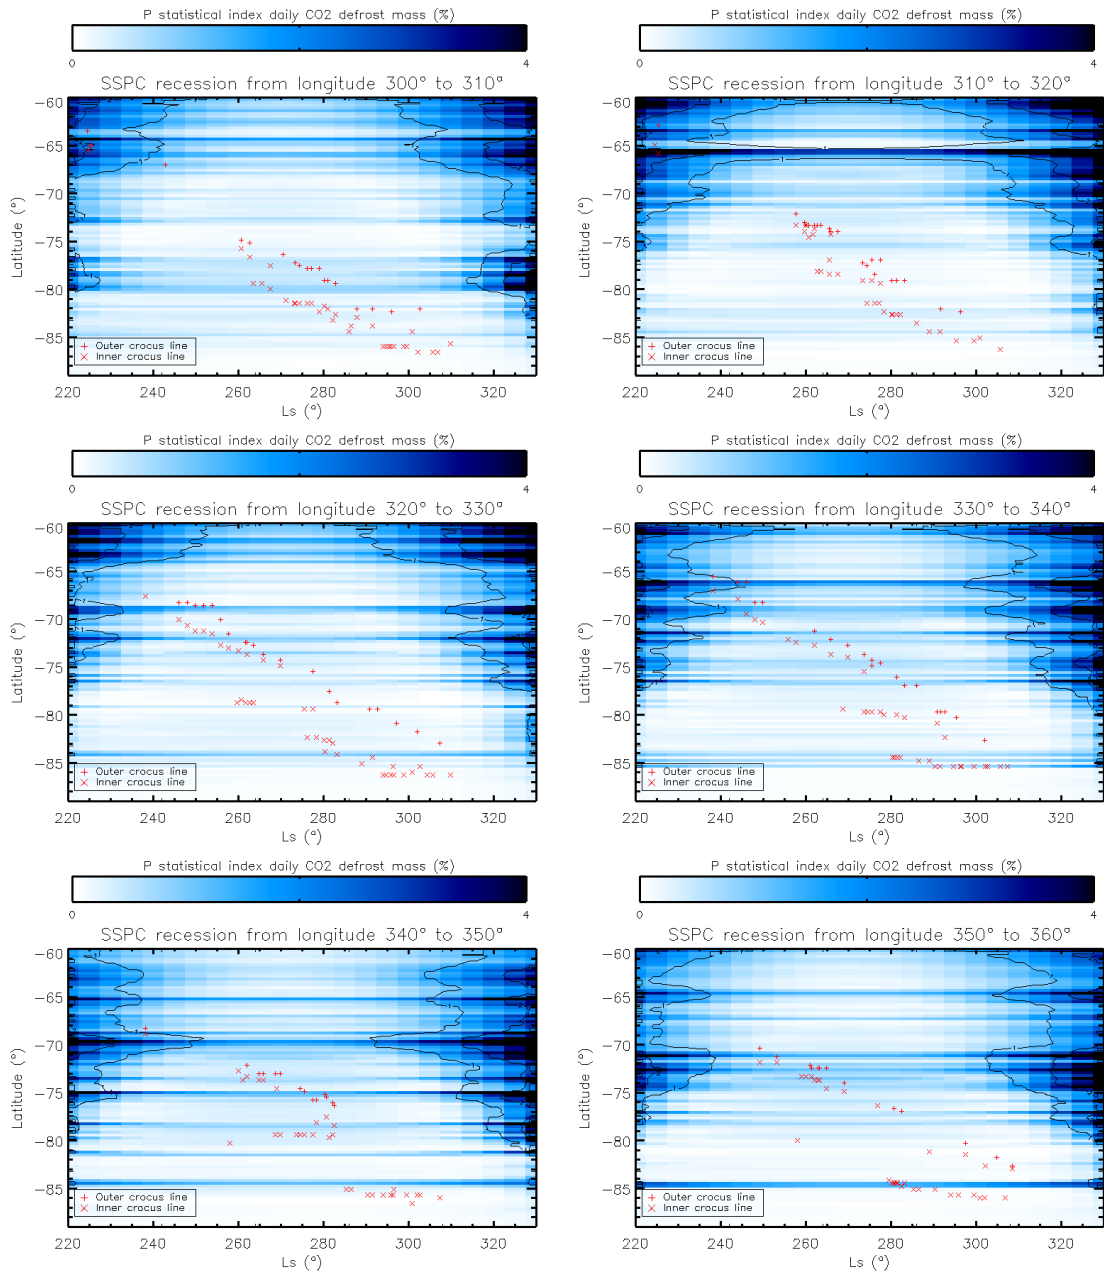 P statistical index daily CO2 defrost mass (%)
0 4
SSPC recession from longitude 300° to 310°
-60
-65
-70
-75
-80
-85
Latitude (°)
+ Outer crocus line
× Inner crocus line
220 240 260 280 300 320
Ls (°)
P statistical index daily CO2 defrost mass (%)
0 4
SSPC recession from longitude 310° to 320°
-60
-65
-70
-75
-80
-85
Latitude (°)
+ Outer crocus line
× Inner crocus line
220 240 260 280 300 320
Ls (°)
P statistical index daily CO2 defrost mass (%)
0 4
SSPC recession from longitude 320° to 330°
-60
-65
-70
-75
-80
-85
Latitude (°)
+ Outer crocus line
× Inner crocus line
220 240 260 280 300 320
Ls (°)
P statistical index daily CO2 defrost mass (%)
0 4
SSPC recession from longitude 330° to 340°
-60
-65
-70
-75
-80
-85
Latitude (°)
+ Outer crocus line
× Inner crocus line
220 240 260 280 300 320
Ls (°)
P statistical index daily CO2 defrost mass (%)
0 4
SSPC recession from longitude 340° to 350°
-60
-65
-70
-75
-80
-85
Latitude (°)
+ Outer crocus line
× Inner crocus line
220 240 260 280 300 320
Ls (°)
P statistical index daily CO2 defrost mass (%)
0 4
SSPC recession from longitude 350° to 360°
-60
-65
-70
-75
-80
-85
Latitude (°)
+ Outer crocus line
× Inner crocus line
220 240 260 280 300 320
Ls (°)